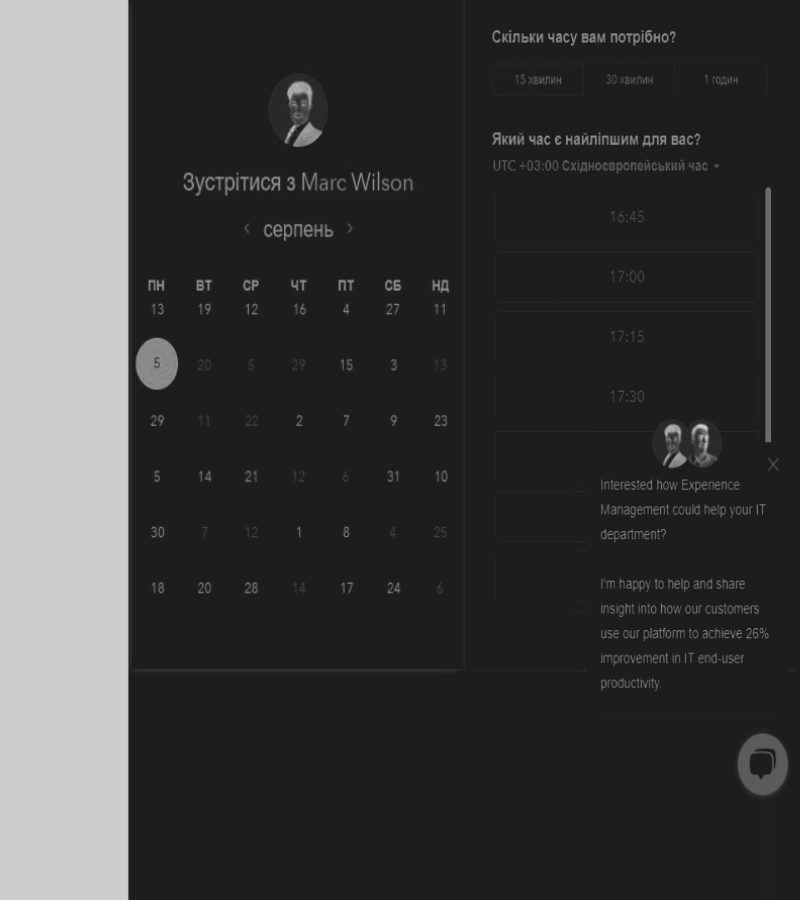 Зустрітися з Marc Wilson
серпень
ПН ВТ СР ЧТ ПТ СБ НД
13 19 12 16 4 27 11
5 20 5 29 15 3 13
29 11 22 2 7 9 23
5 14 21 12 6 31 10
30 7 12 1 8 4 25
18 20 28 14 17 24 6
Скільки часу вам потрібно?
15 хвилин 30 хвилин 1 годин
Який час є найліпшим для вас?
UTC +03:00 Східноєвропейський час
16:45
17:00
17:15
17:30
Interested how Experience
Management could help your IT
department?
I'm happy to help and share
insight into how our customers
use our platform to achieve 26%
improvement in IT end-user
productivity.